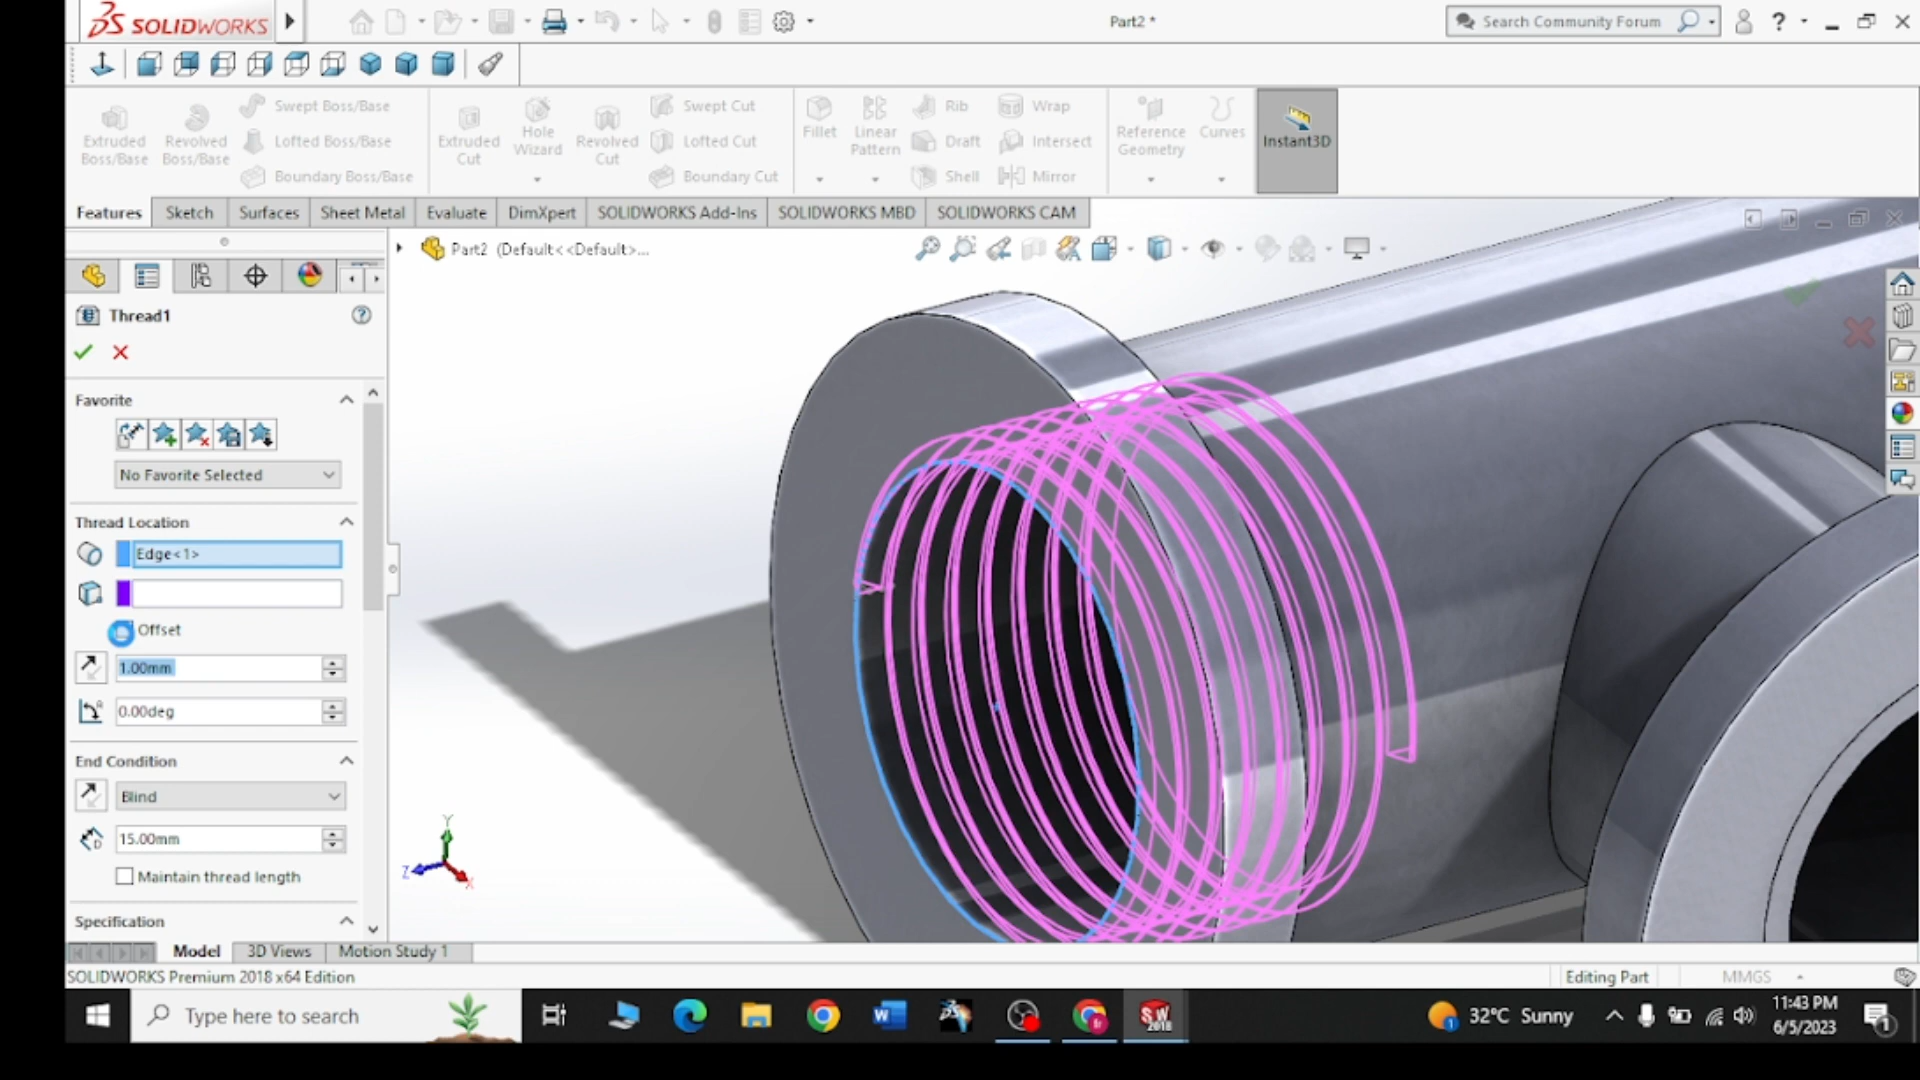 SOLIDWORKS
Part2 *
Search Community Forum
?
Extruded Boss/Base
Revolved Boss/Base
Swept Boss/Base
Lofted Boss/Base
Boundary Boss/Base
Extruded Cut
Hole Wizard
Revolved Cut
Swept Cut
Lofted Cut
Boundary Cut
Fillet
Linear Pattern
Rib
Draft
Shell
Wrap
Intersect
Mirror
Reference Geometry
Curves
Instant3D
Features
Sketch
Surfaces
Sheet Metal
Evaluate
DimXpert
SOLIDWORKS Add-Ins
SOLIDWORKS MBD
SOLIDWORKS CAM
Part2 (Default<<Default>...
Thread1
?
Favorite
No Favorite Selected
Thread Location
Edge<1>
Offset
1.00mm
0.00deg
End Condition
Blind
15.00mm
Maintain thread length
Specification
Y
Z
X
Model
3D Views
Motion Study 1
SOLIDWORKS Premium 2018 x64 Edition
Editing Part
MMGS
Type here to search
SW
2018
32°C Sunny
11:43 PM
6/5/2023
1